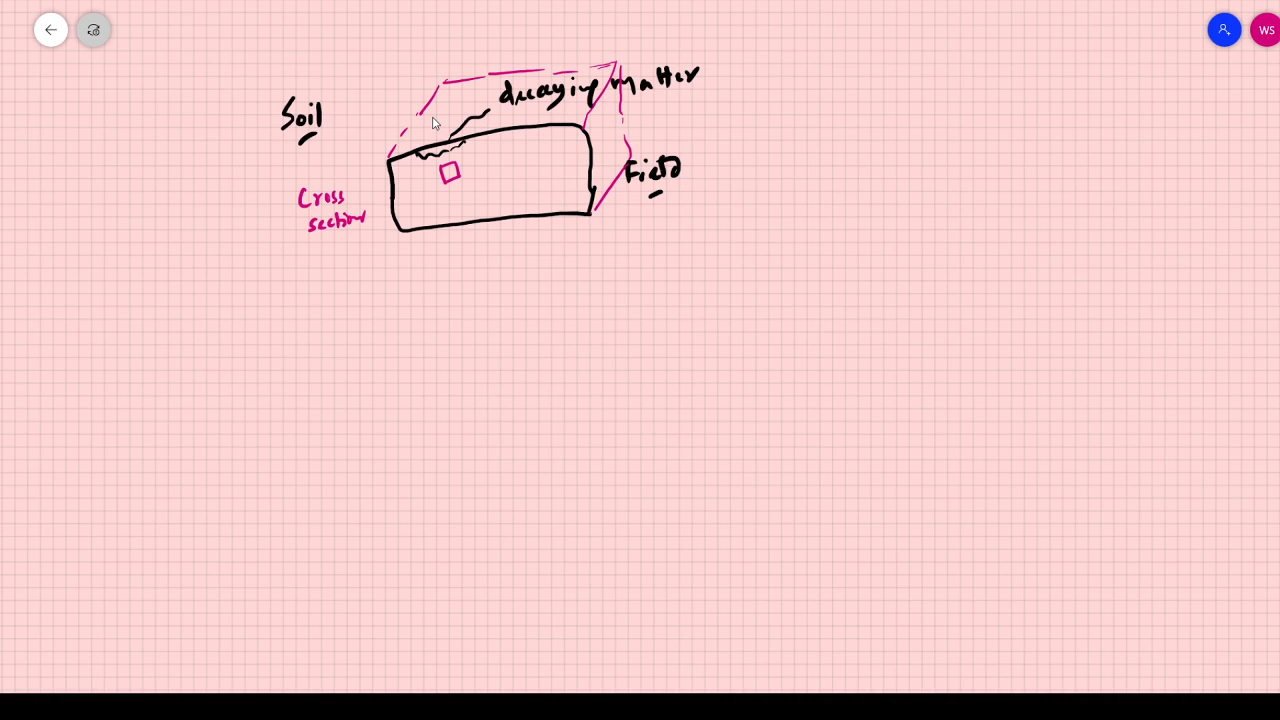 decaying matter
Soil
Field
Cross
section
WS